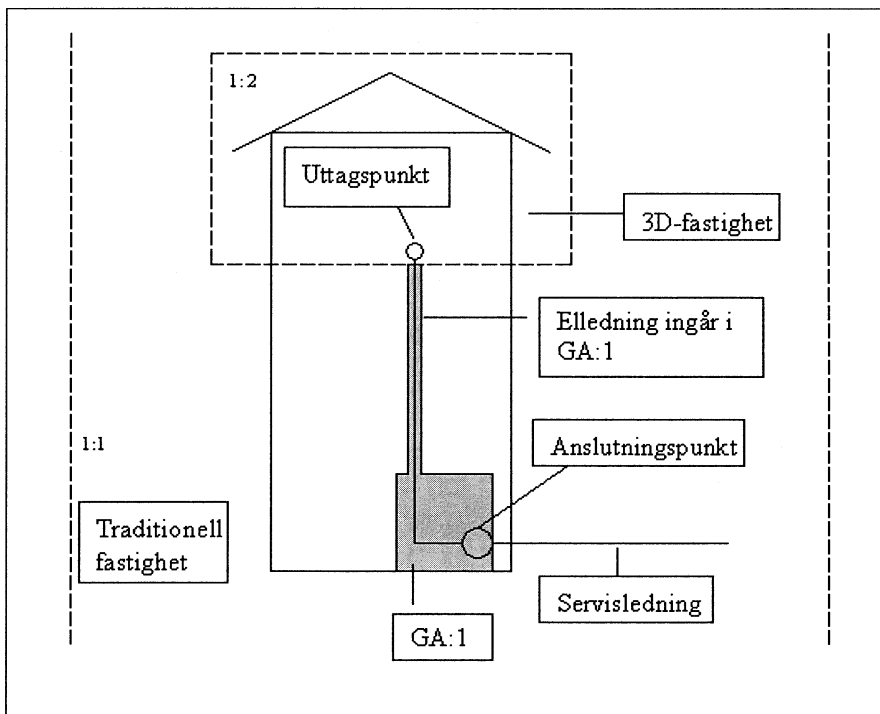 1:2
Uttagspunkt
3D-fastighet
Elledning ingår i
GA:1
1:1
Anslutningspunkt
Traditionell
fastighet
Servisledning
GA:1